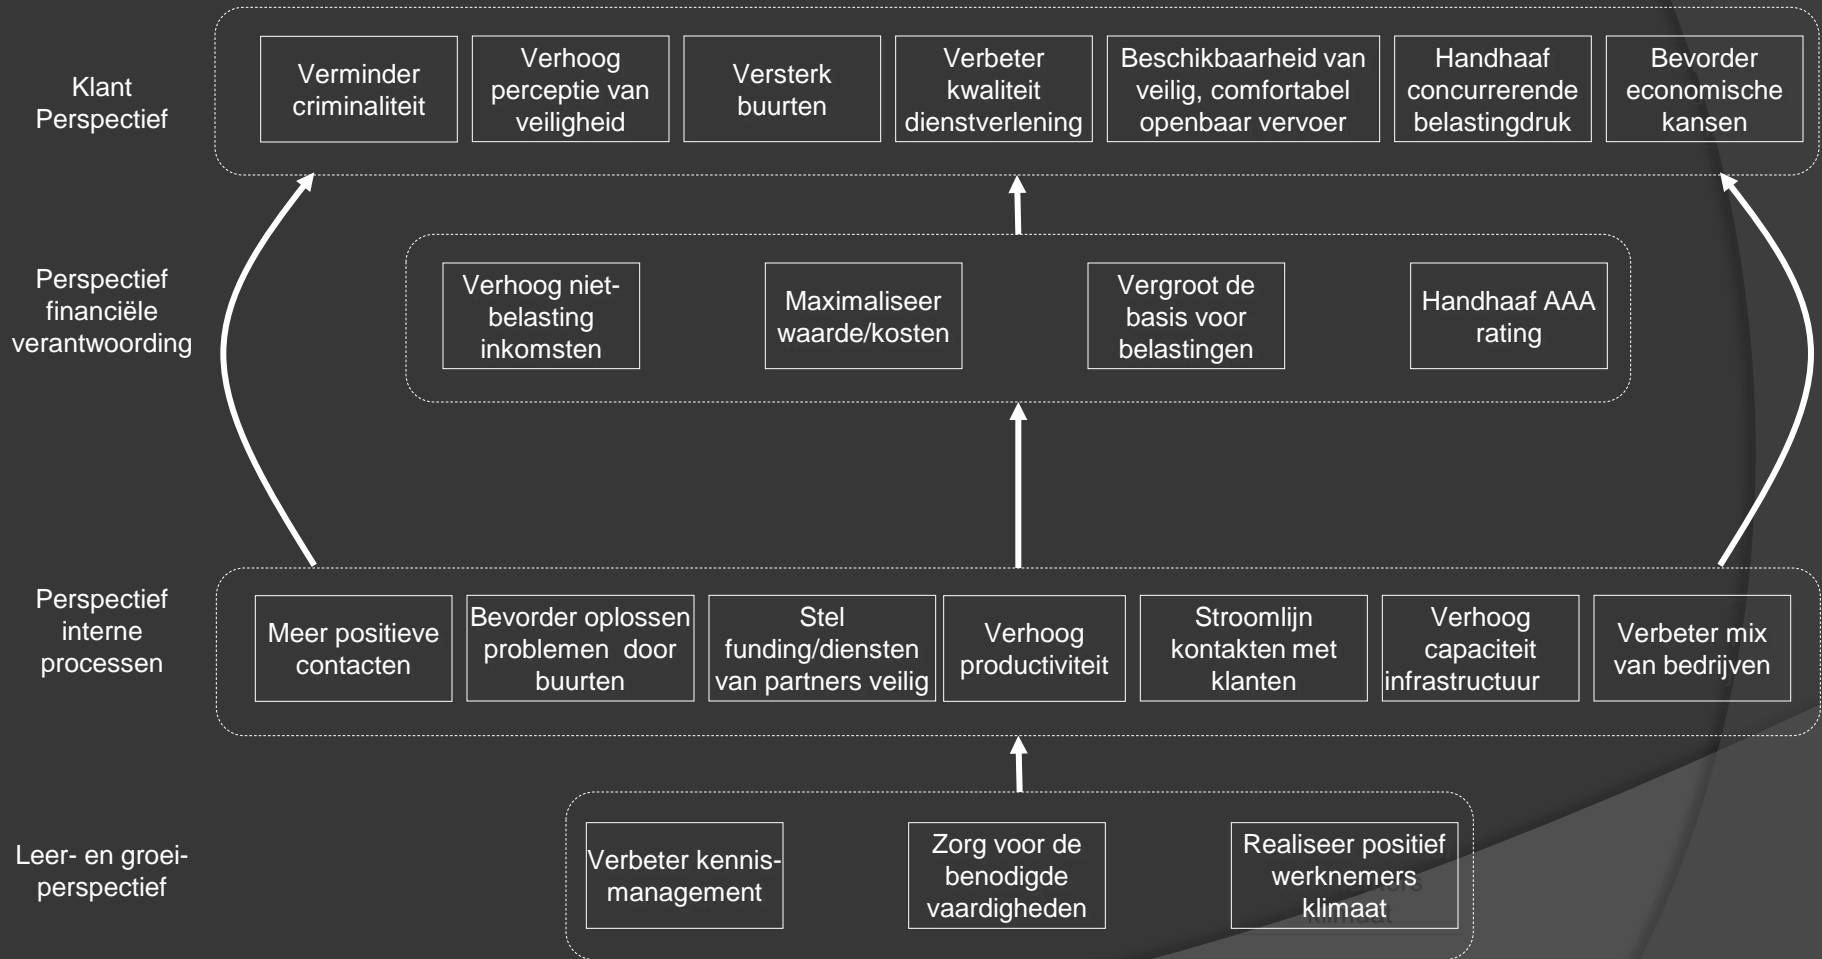 Klant
Perspectief
Verminder
criminaliteit
Verhoog
perceptie van
veiligheid
Versterk
buurten
Verbeter
kwaliteit
dienstverlening
Beschikbaarheid van
veilig, comfortabel
openbaar vervoer
Handhaaf
concurrerende
belastingdruk
Bevorder
economische
kansen
Perspectief
financiële
verantwoording
Verhoog niet-
belasting
inkomsten
Maximaliseer
waarde/kosten
Vergroot de
basis voor
belastingen
Handhaaf AAA
rating
Perspectief
interne
processen
Meer positieve
contacten
Bevorder oplossen
problemen door
buurten
Stel
funding/diensten
van partners veilig
Verhoog
productiviteit
Stroomlijn
kontakten met
klanten
Verhoog
capaciteit
infrastructuur
Verbeter mix
van bedrijven
Leer- en groei-
perspectief
Verbeter kennis-
management
Zorg voor de
benodigde
vaardigheden
Realiseer positief
werknemers
klimaat